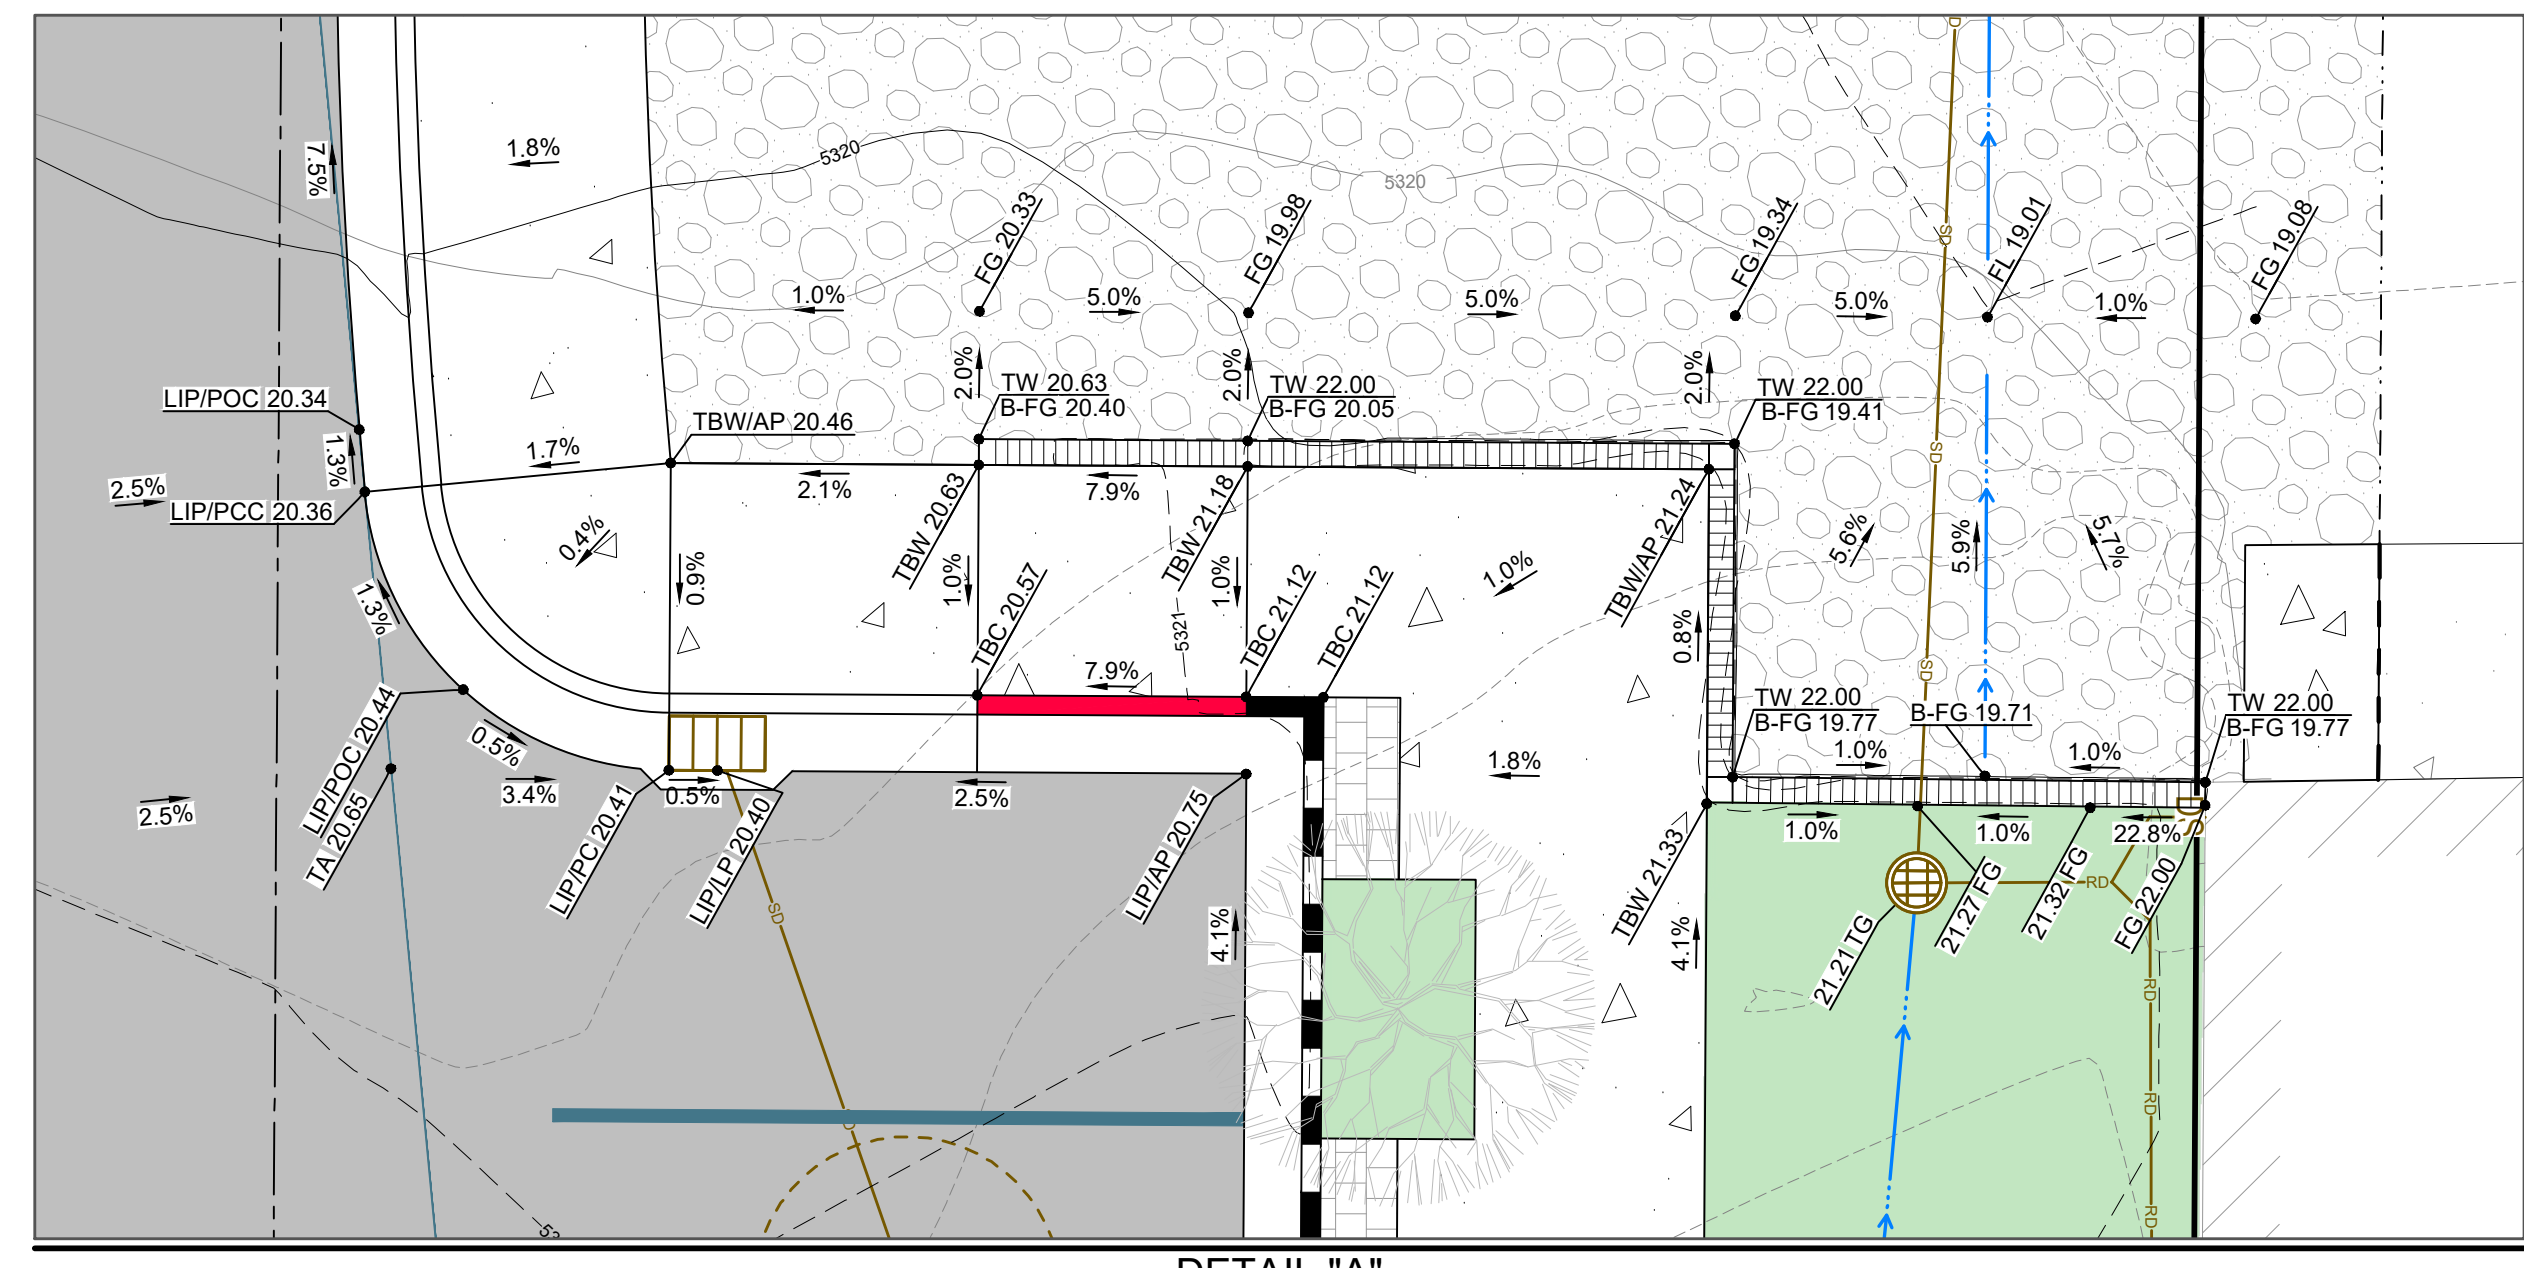 SD
7.5%
1.8%
5320
5320
FG 20.33
FG 19.98
FG 19.34
FL 19.01
FG 19.08
SD
1.0%
5.0%
5.0%
5.0%
1.0%
LIP/POC 20.34
2.0%
TW 20.63
B-FG 20.40
2.0%
TW 22.00
B-FG 20.05
2.0%
TW 22.00
B-FG 19.41
TBW/AP 20.46
1.3%
1.7%
2.5%
LIP/PCC 20.36
2.1%
7.9%
TBW 20.63
TBW 21.18
TBW/AP 21.24
SD
0.4%
0.9%
1.0%
1.0%
1.0%
5.6%
5.9%
5.7%
1.3%
TBC 20.57
TBC 21.12
TBC 21.12
5321
0.8%
7.9%
SD
LIP/POC 20.44
TA 20.65
0.5%
3.4%
2.5%
LIP/PC 20.41
0.5%
LIP/LP 20.40
2.5%
LIP/AP 20.75
1.8%
TW 22.00
B-FG 19.77
B-FG 19.71
TW 22.00
B-FG 19.77
1.0%
1.0%
1.0%
1.0%
22.8%
SD
TBW 21.33
21.21 TG
21.27 FG
21.32 FG
FG 22.00
RD
SD
4.1%
4.1%
RD
RD
RD
DETAIL "A"